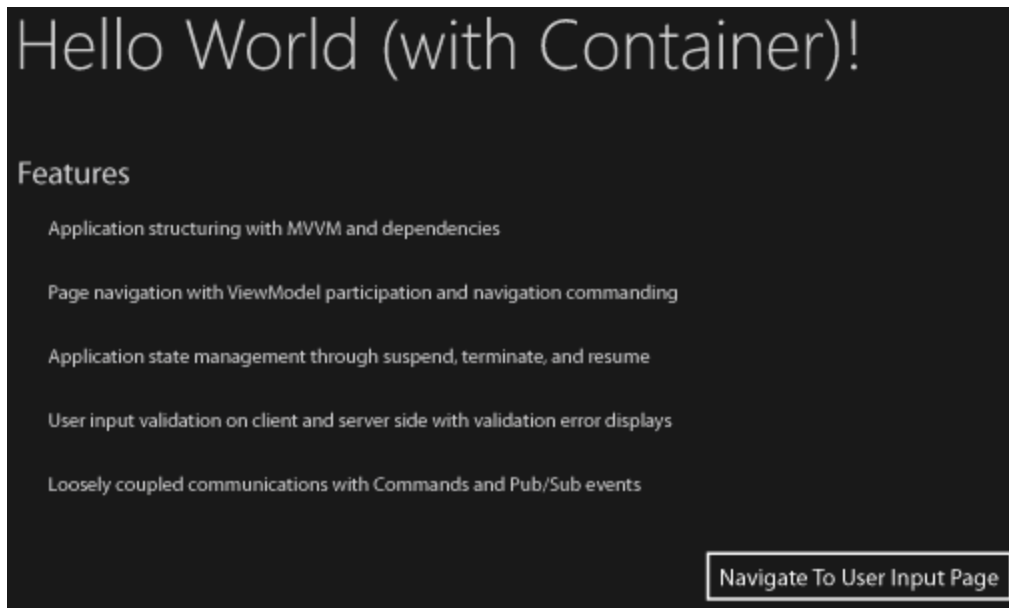 Hello World (with Container)!
Features
Application structuring with MVVM and dependencies
Page navigation with ViewModel participation and navigation commanding
Application state management through suspend, terminate, and resume
User input validation on client and server side with validation error displays
Loosely coupled communications with Commands and Pub/Sub events
Navigate To User Input Page